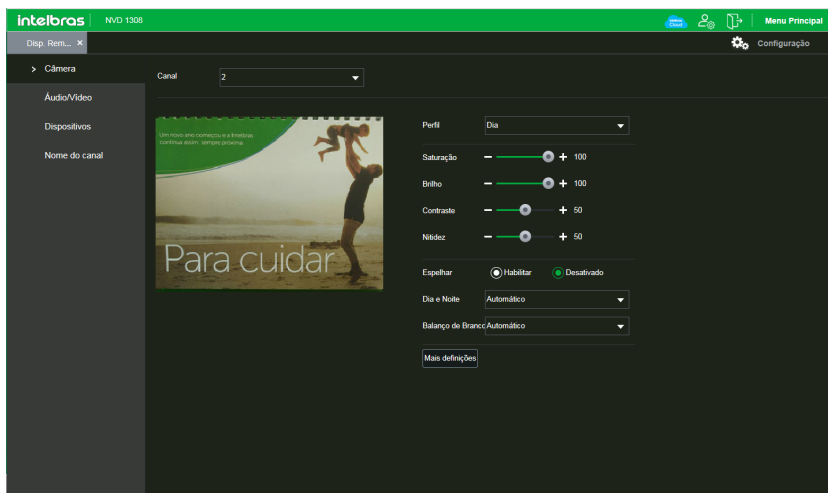 intelbras NVD 1308 Menu Principal
Disp. Rem... × Configuração
> Câmera
Áudio/Vídeo
Dispositivos
Nome do canal
Canal 2
Um novo ano começou e a Intelbras
continua assim: sempre próxima.
Para cuidar
Perfil Dia
Saturação 100
Brilho 100
Contraste 50
Nitidez 50
Espelhar Habilitar Desativado
Dia e Noite Automático
Balanço de Branco Automático
Mais definições